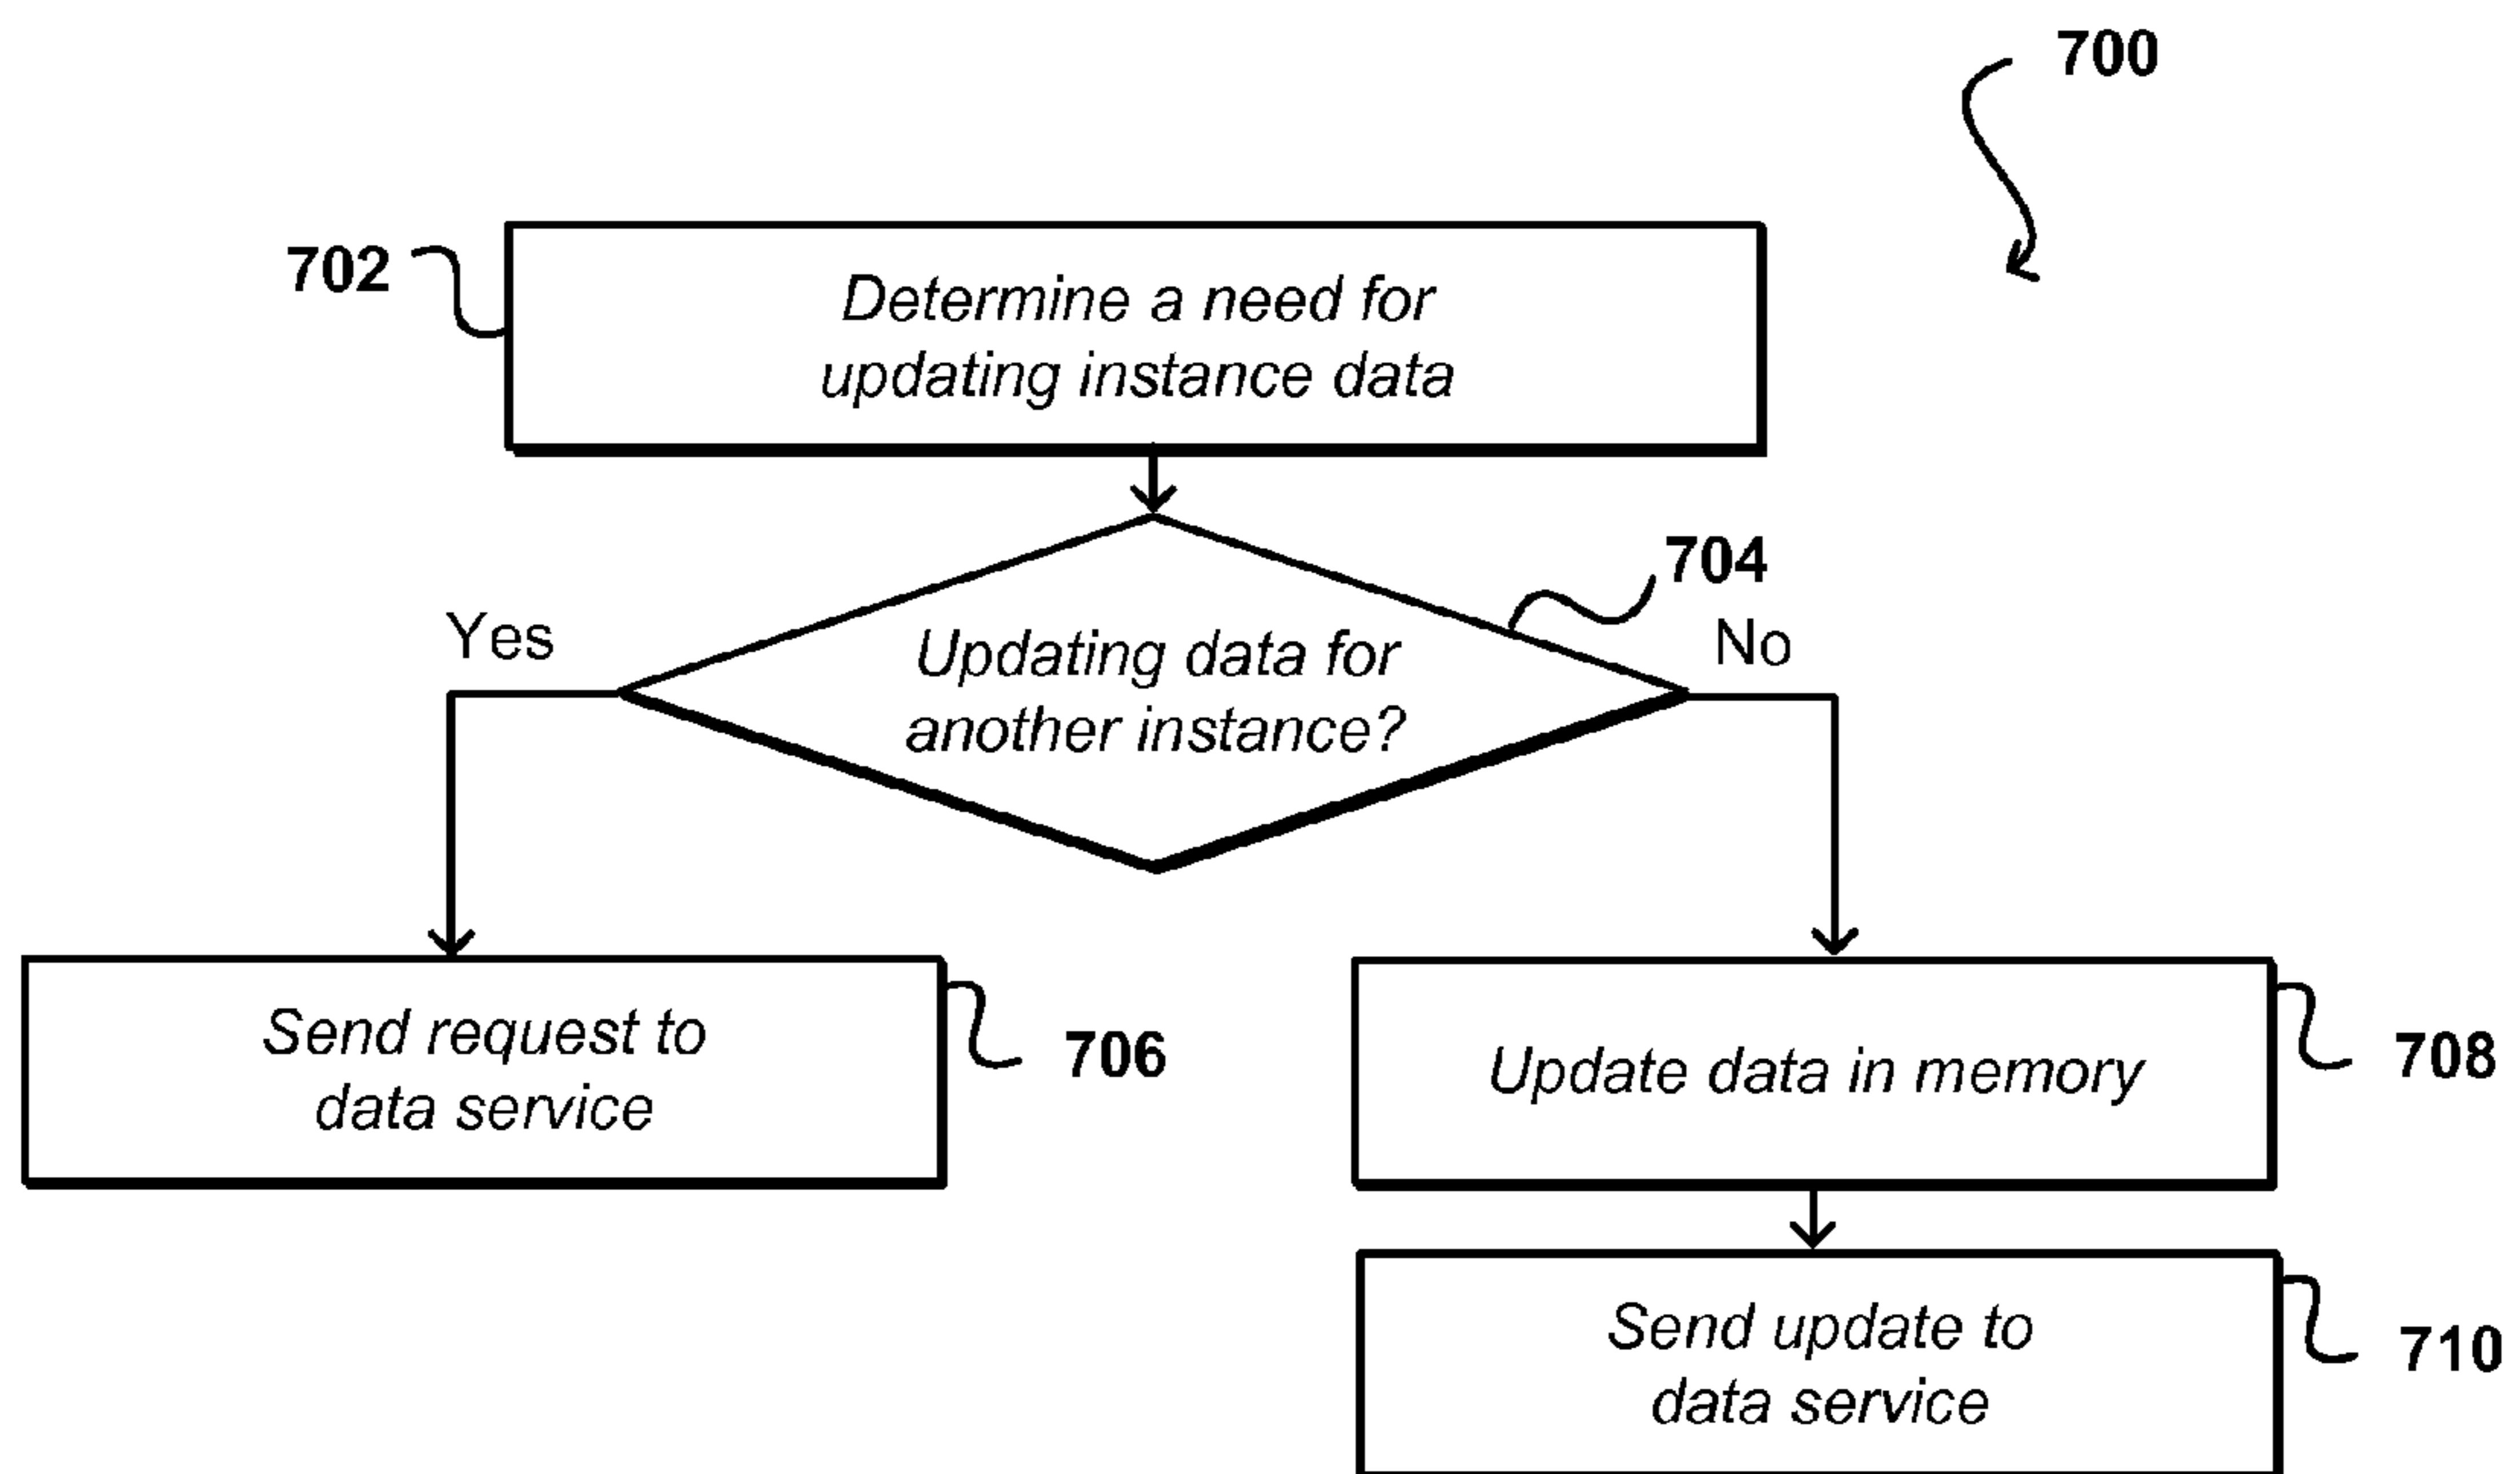 700
702
Determine a need for
updating instance data
704
Yes
No
Updating data for
another instance?
Send request to
data service
706
Update data in memory
708
Send update to
data service
710